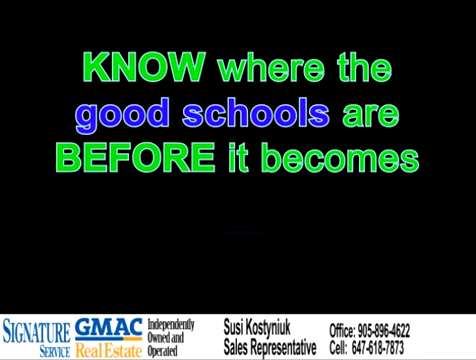 KNOW where the
good schools are
BEFORE it becomes
SIGNATURE SERVICE
GMAC Real Estate
Independently
Owned and
Operated
Susi Kostyniuk
Sales Representative
Office: 905-896-4622
Cell: 647-618-7873